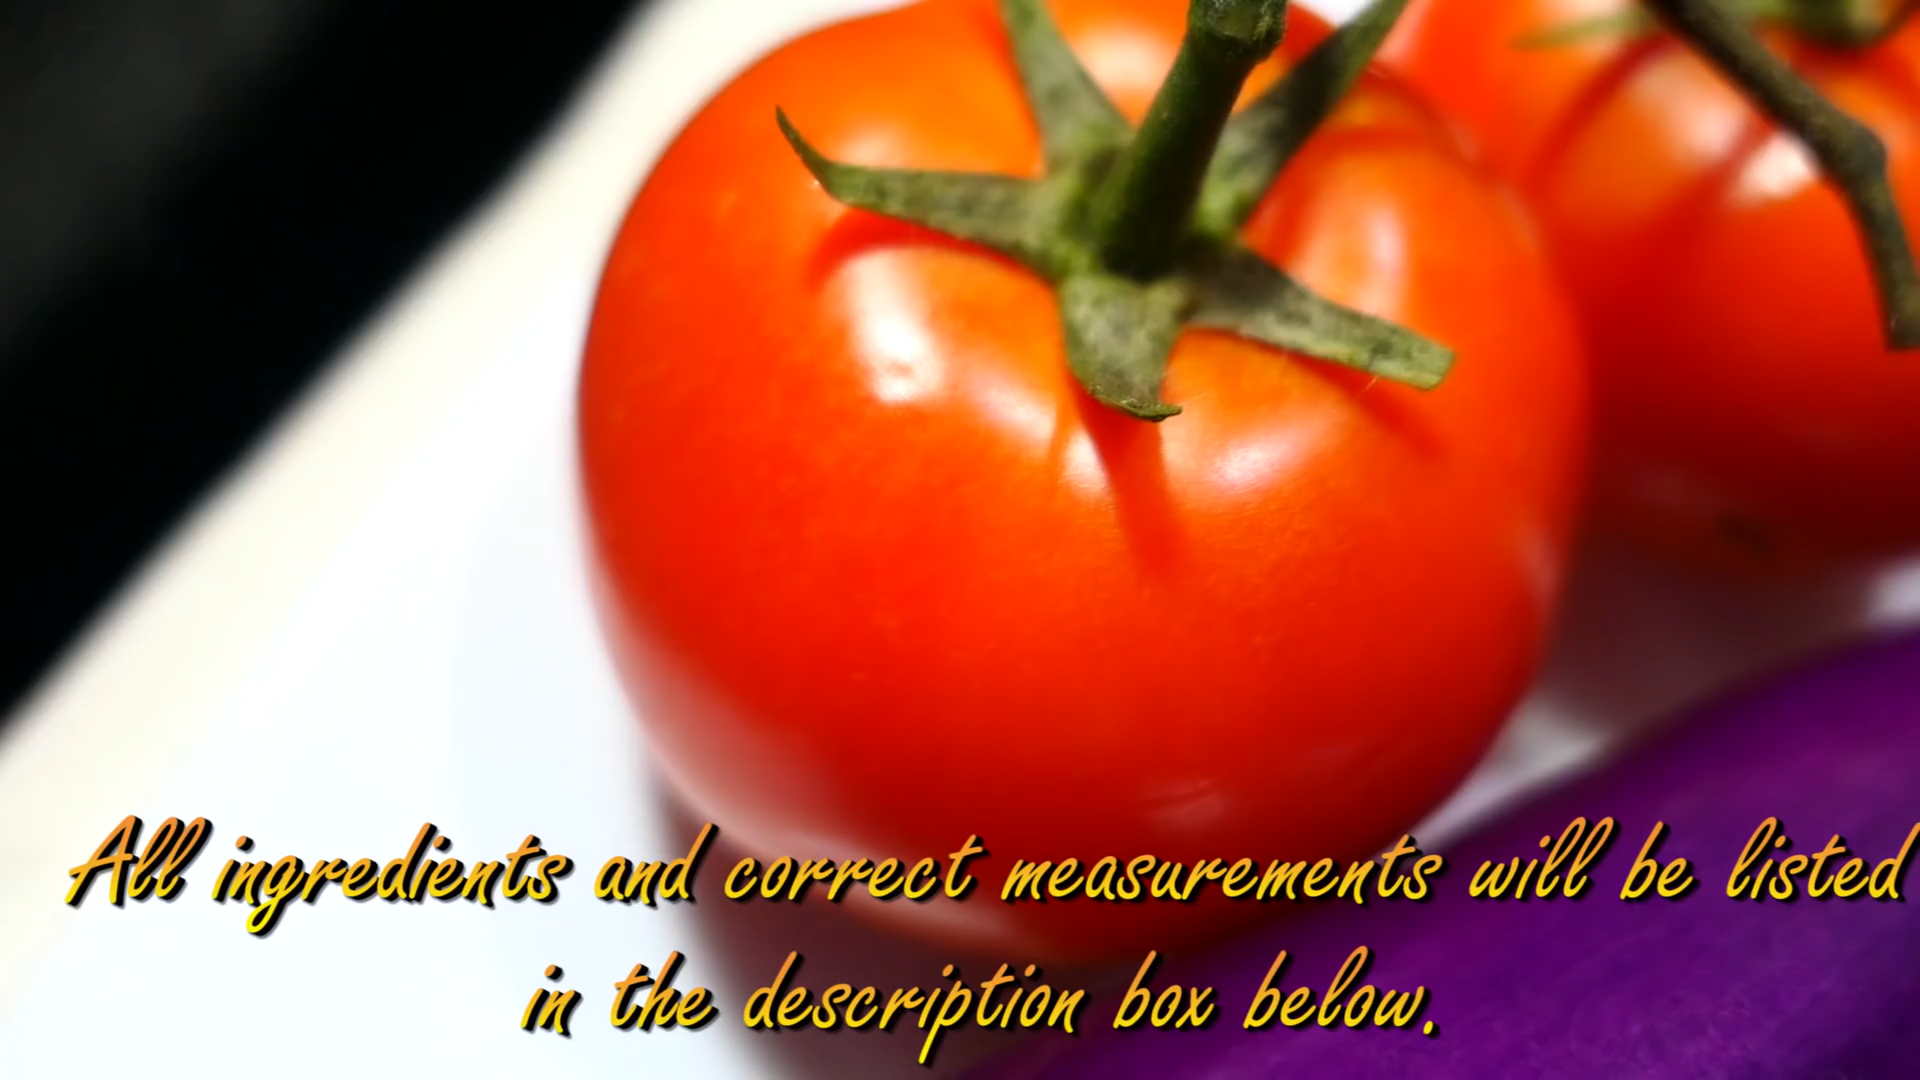 All ingredients and correct measurements will be listed
in the description box below.